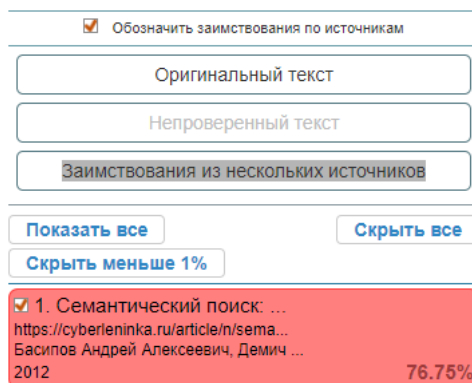 Обозначить заимствования по источникам
Оригинальный текст
Непроверенный текст
Заимствования из нескольких источников
Показать все Скрыть все
Скрыть меньше 1%
1. Семантический поиск: ...
https://cyberleninka.ru/article/n/sema...
Басипов Андрей Алексеевич, Демич ...
2012 76.75%